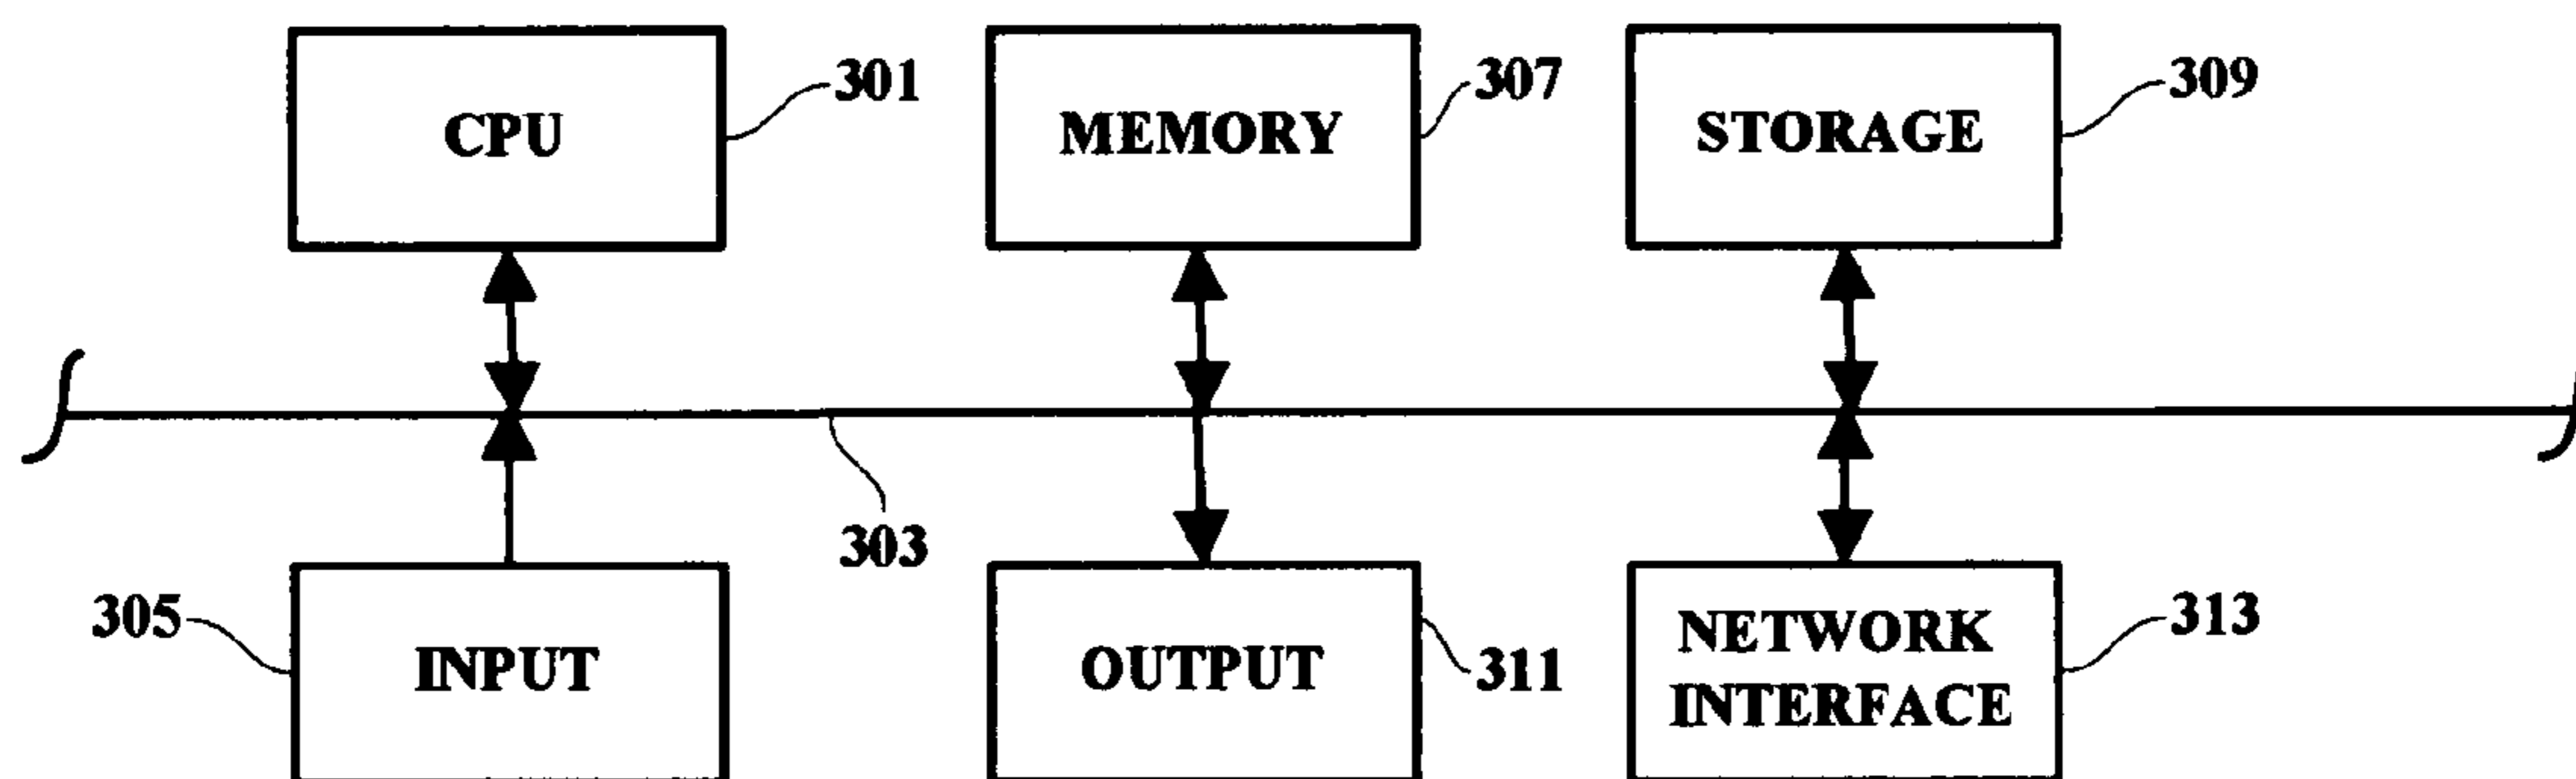 CPU
301
MEMORY
307
STORAGE
309
303
305
INPUT
OUTPUT
311
NETWORK
INTERFACE
313